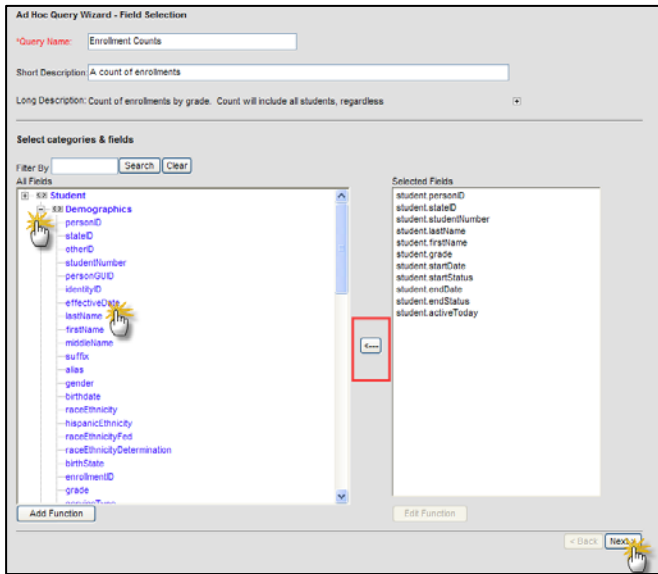 Ad Hoc Query Wizard - Field Selection
*Query Name: Enrollment Counts
Short Description: A count of enrollments
Long Description: Count of enrollments by grade. Count will include all students, regardless
Select categories & fields
Filter By Search Clear
All Fields
Student
Demographics
personID
stateID
otherID
studentNumber
personGUID
identityID
effectiveDate
lastName
firstName
middleName
suffix
alias
gender
birthdate
raceEthnicity
hispanicEthnicity
raceEthnicityFed
raceEthnicityDetermination
birthState
enrollmentID
grade
Add Function
<---
Selected Fields
student.personID
student.stateID
student.studentNumber
student.lastName
student.firstName
student.grade
student.startDate
student.startStatus
student.endDate
student.endStatus
student.activeToday
Edit Function
< Back Next >